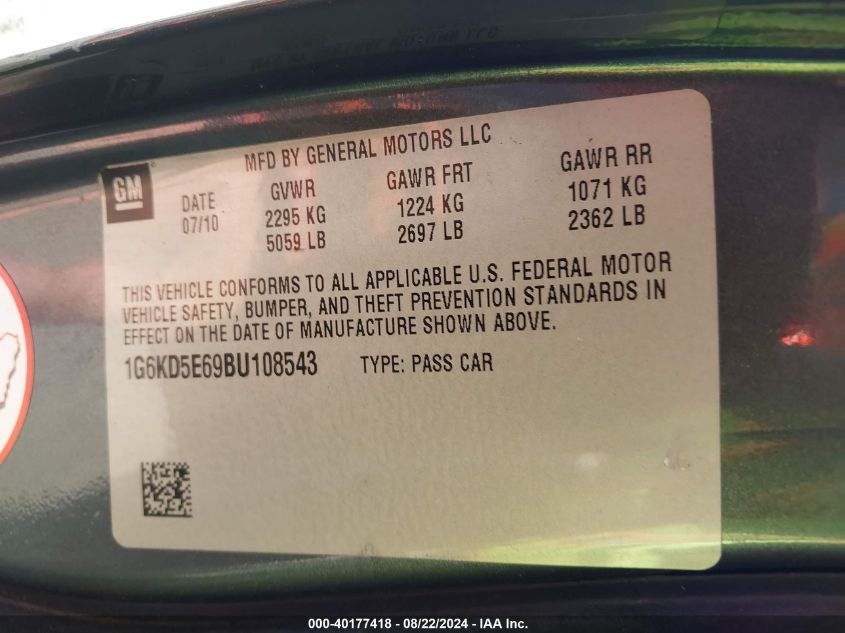 MFD BY GENERAL MOTORS LLC
GM
DATE GVWR GAWR FRT GAWR RR
07/10 2295 KG 1224 KG 1071 KG
5059 LB 2697 LB 2362 LB
THIS VEHICLE CONFORMS TO ALL APPLICABLE U.S. FEDERAL MOTOR
VEHICLE SAFETY, BUMPER, AND THEFT PREVENTION STANDARDS IN
EFFECT ON THE DATE OF MANUFACTURE SHOWN ABOVE.
1G6KD5E69BU108543 TYPE: PASS CAR
000-40177418 - 08/22/2024 - IAA Inc.